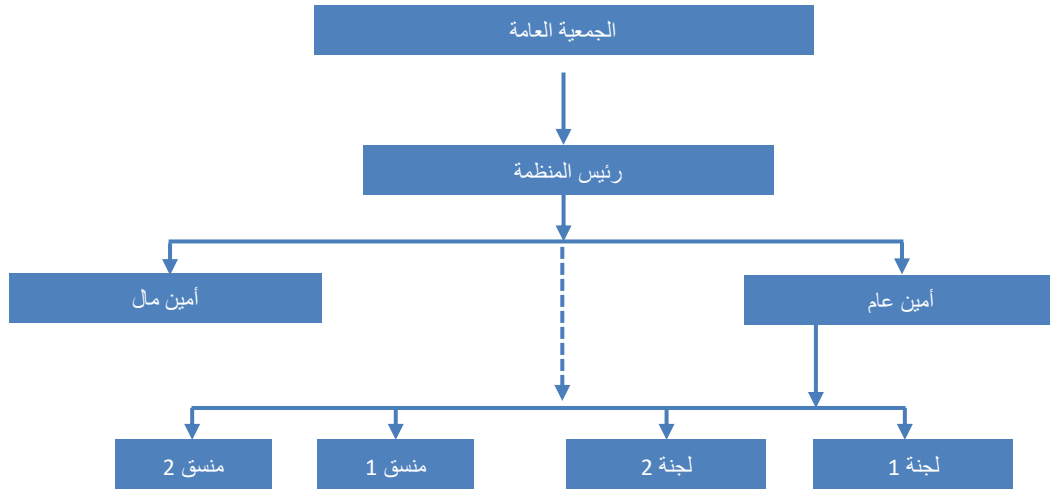 الجمعية العامة
رئيس المنظمة
أمين عام
أمين مال
لجنة 1
لجنة 2
منسق 1
منسق 2